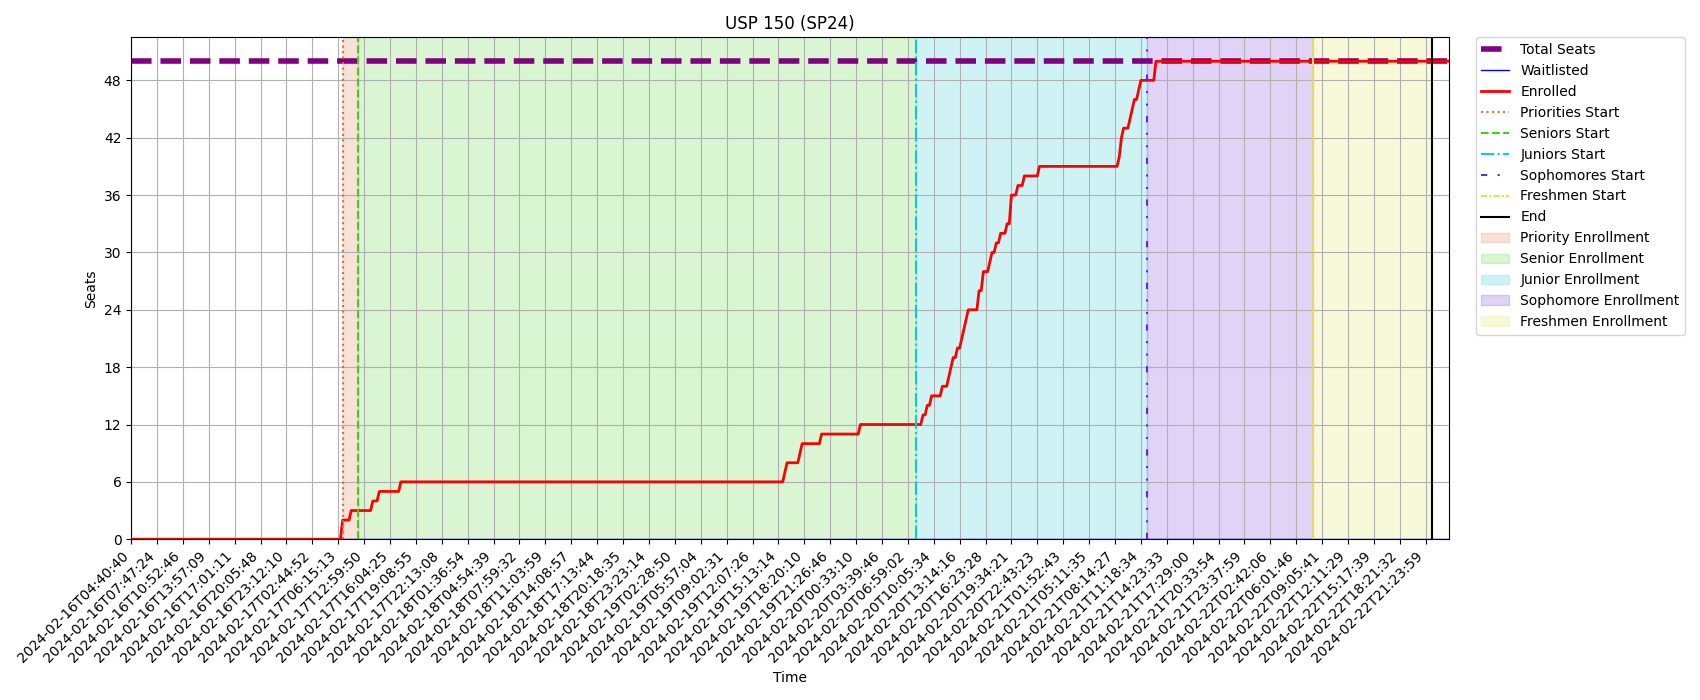 USP 150 (SP24)
Seats
48
42
36
30
24
18
12
6
0
2024-02-16T04:40:40
2024-02-16T07:47:24
2024-02-16T10:52:46
2024-02-16T13:57:09
2024-02-16T17:01:11
2024-02-16T20:05:48
2024-02-16T23:12:10
2024-02-17T02:44:52
2024-02-17T06:15:13
2024-02-17T12:59:50
2024-02-17T16:04:25
2024-02-17T19:08:55
2024-02-17T22:13:08
2024-02-18T01:36:54
2024-02-18T04:54:39
2024-02-18T07:59:32
2024-02-18T11:03:59
2024-02-18T14:08:57
2024-02-18T17:13:44
2024-02-18T20:18:35
2024-02-18T23:23:14
2024-02-19T02:28:50
2024-02-19T05:57:04
2024-02-19T09:02:31
2024-02-19T12:07:26
2024-02-19T15:13:14
2024-02-19T18:20:10
2024-02-19T21:26:46
2024-02-20T00:33:10
2024-02-20T03:39:46
2024-02-20T06:59:02
2024-02-20T10:05:34
2024-02-20T13:14:16
2024-02-20T16:23:28
2024-02-20T19:34:21
2024-02-20T22:43:23
2024-02-21T01:52:43
2024-02-21T05:11:35
2024-02-21T08:14:27
2024-02-21T11:18:34
2024-02-21T14:23:33
2024-02-21T17:29:00
2024-02-21T20:33:54
2024-02-21T23:37:59
2024-02-22T02:42:06
2024-02-22T06:01:46
2024-02-22T09:05:41
2024-02-22T12:11:29
2024-02-22T15:17:39
2024-02-22T18:21:32
2024-02-22T21:23:59
Time
Total Seats
Waitlisted
Enrolled
Priorities Start
Seniors Start
Juniors Start
Sophomores Start
Freshmen Start
End
Priority Enrollment
Senior Enrollment
Junior Enrollment
Sophomore Enrollment
Freshmen Enrollment